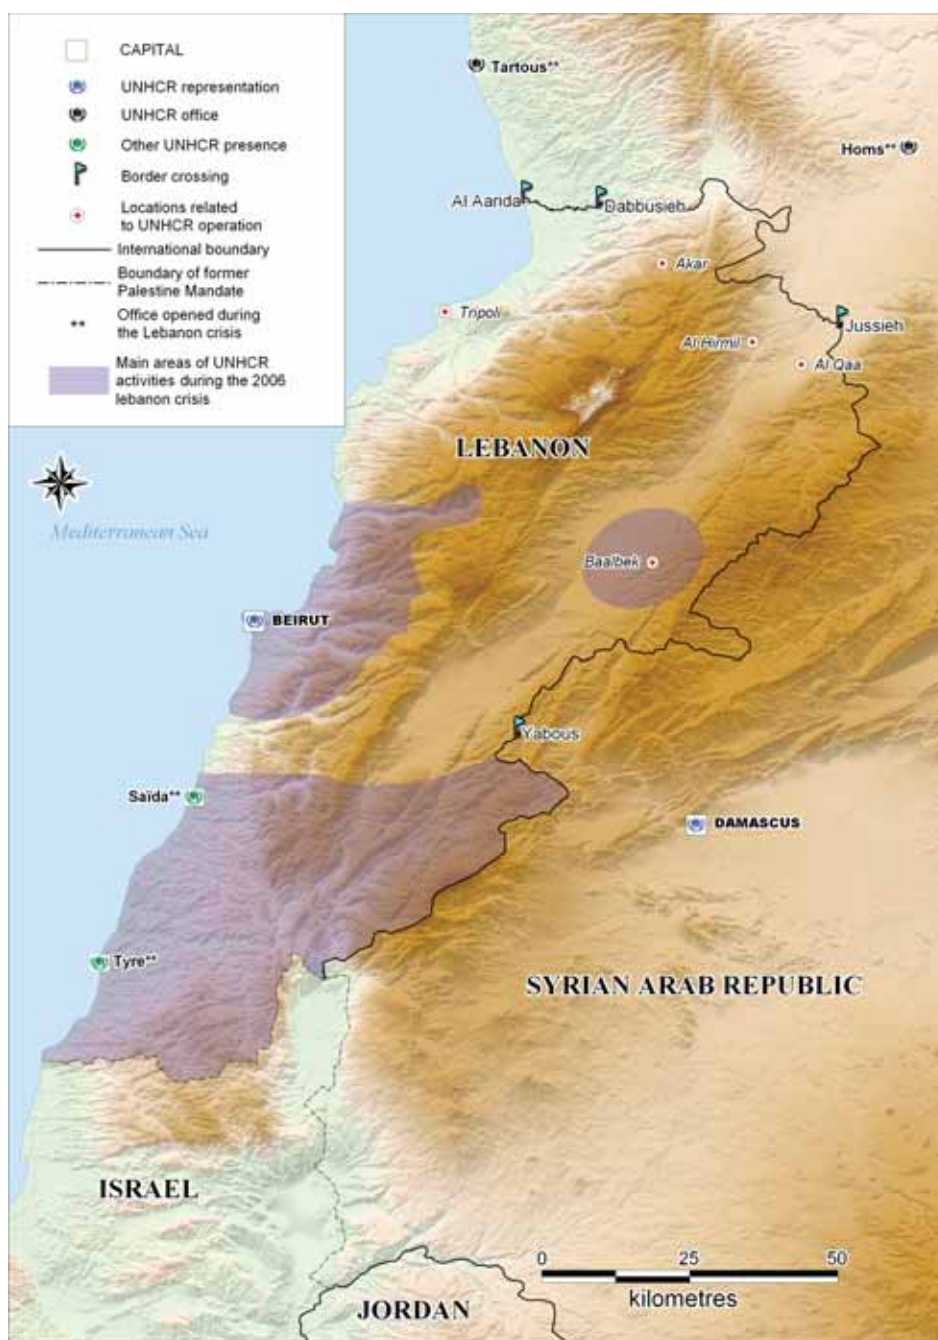 CAPITAL
UNHCR representation
UNHCR office
Other UNHCR presence
Border crossing
Locations related
to UNHCR operation
International boundary
Boundary of former
Palestine Mandate
** Office opened during
the Lebanon crisis
Main areas of UNHCR
activities during the 2006
lebanon crisis
Tartous**
Homs**
Al Aarida
Dabbusieh
Akar
Tripoli
Jussieh
Al Hirmil
Al Qaa
LEBANON
Mediterranean Sea
Baalbek
BEIRUT
Yabous
Saïda**
DAMASCUS
Tyre**
SYRIAN ARAB REPUBLIC
ISRAEL
JORDAN
0 25 50
kilometres